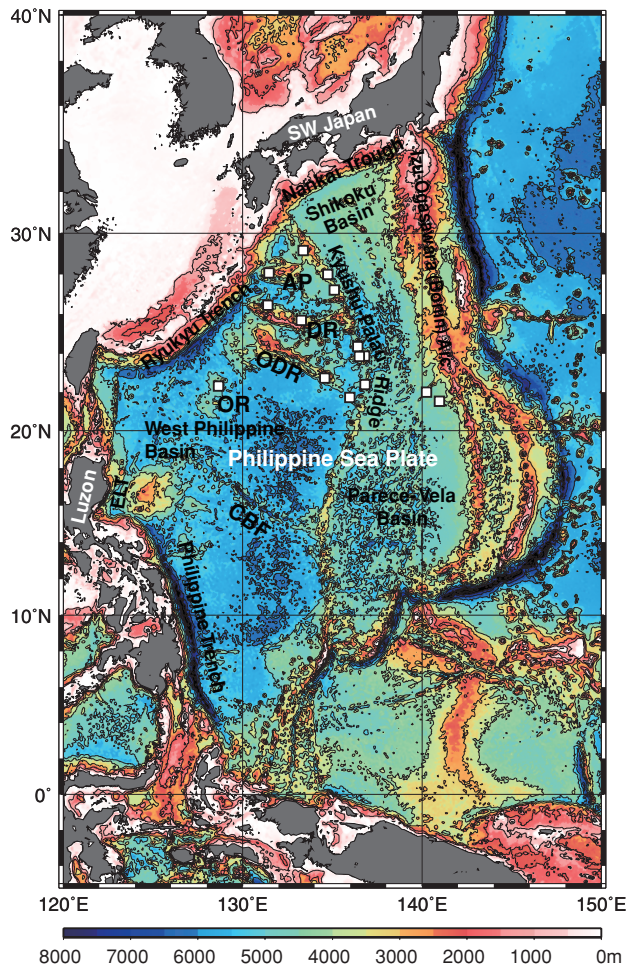 40°N
SW Japan
Nankai Trough
Izu-Ogasawara (Bonin) Arc
Shikoku
Basin
30°N
Kyushu-Palau Ridge
AP
Ryukyu Trench
DR
ODR
OR
20°N
West Philippine
Basin
Philippine Sea Plate
Luzon
ELT
Parece-Vela
Basin
CBF
Philippine Trench
10°N
0°
120°E 130°E 140°E 150°E
8000 7000 6000 5000 4000 3000 2000 1000 0m